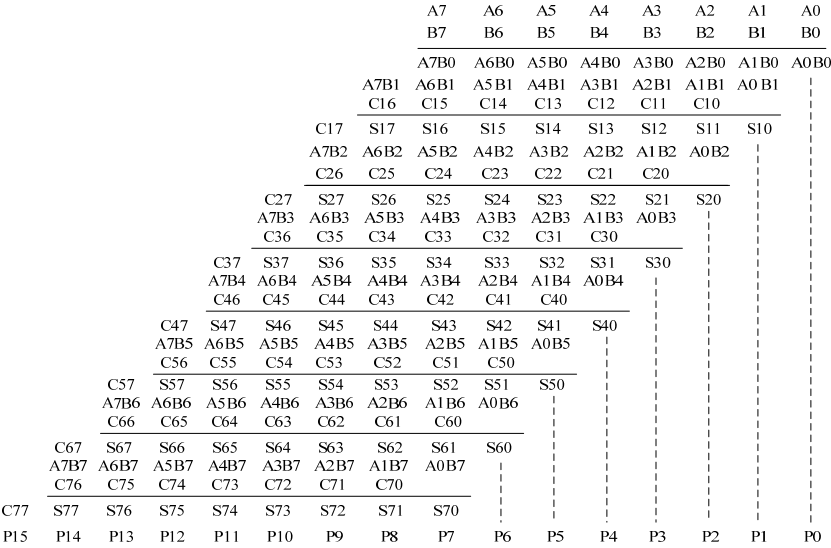 A7 A6 A5 A4 A3 A2 A1 A0
B7 B6 B5 B4 B3 B2 B1 B0
A7B0 A6B0 A5B0 A4B0 A3B0 A2B0 A1B0 A0B0
A7B1 A6B1 A5B1 A4B1 A3B1 A2B1 A1B1 A0B1
C16 C15 C14 C13 C12 C11 C10
C17 S17 S16 S15 S14 S13 S12 S11 S10
A7B2 A6B2 A5B2 A4B2 A3B2 A2B2 A1B2 A0B2
C26 C25 C24 C23 C22 C21 C20
C27 S27 S26 S25 S24 S23 S22 S21 S20
A7B3 A6B3 A5B3 A4B3 A3B3 A2B3 A1B3 A0B3
C36 C35 C34 C33 C32 C31 C30
C37 S37 S36 S35 S34 S33 S32 S31 S30
A7B4 A6B4 A5B4 A4B4 A3B4 A2B4 A1B4 A0B4
C46 C45 C44 C43 C42 C41 C40
C47 S47 S46 S45 S44 S43 S42 S41 S40
A7B5 A6B5 A5B5 A4B5 A3B5 A2B5 A1B5 A0B5
C56 C55 C54 C53 C52 C51 C50
C57 S57 S56 S55 S54 S53 S52 S51 S50
A7B6 A6B6 A5B6 A4B6 A3B6 A2B6 A1B6 A0B6
C66 C65 C64 C63 C62 C61 C60
C67 S67 S66 S65 S64 S63 S62 S61 S60
A7B7 A6B7 A5B7 A4B7 A3B7 A2B7 A1B7 A0B7
C76 C75 C74 C73 C72 C71 C70
C77 S77 S76 S75 S74 S73 S72 S71 S70
P15 P14 P13 P12 P11 P10 P9 P8 P7 P6 P5 P4 P3 P2 P1 P0